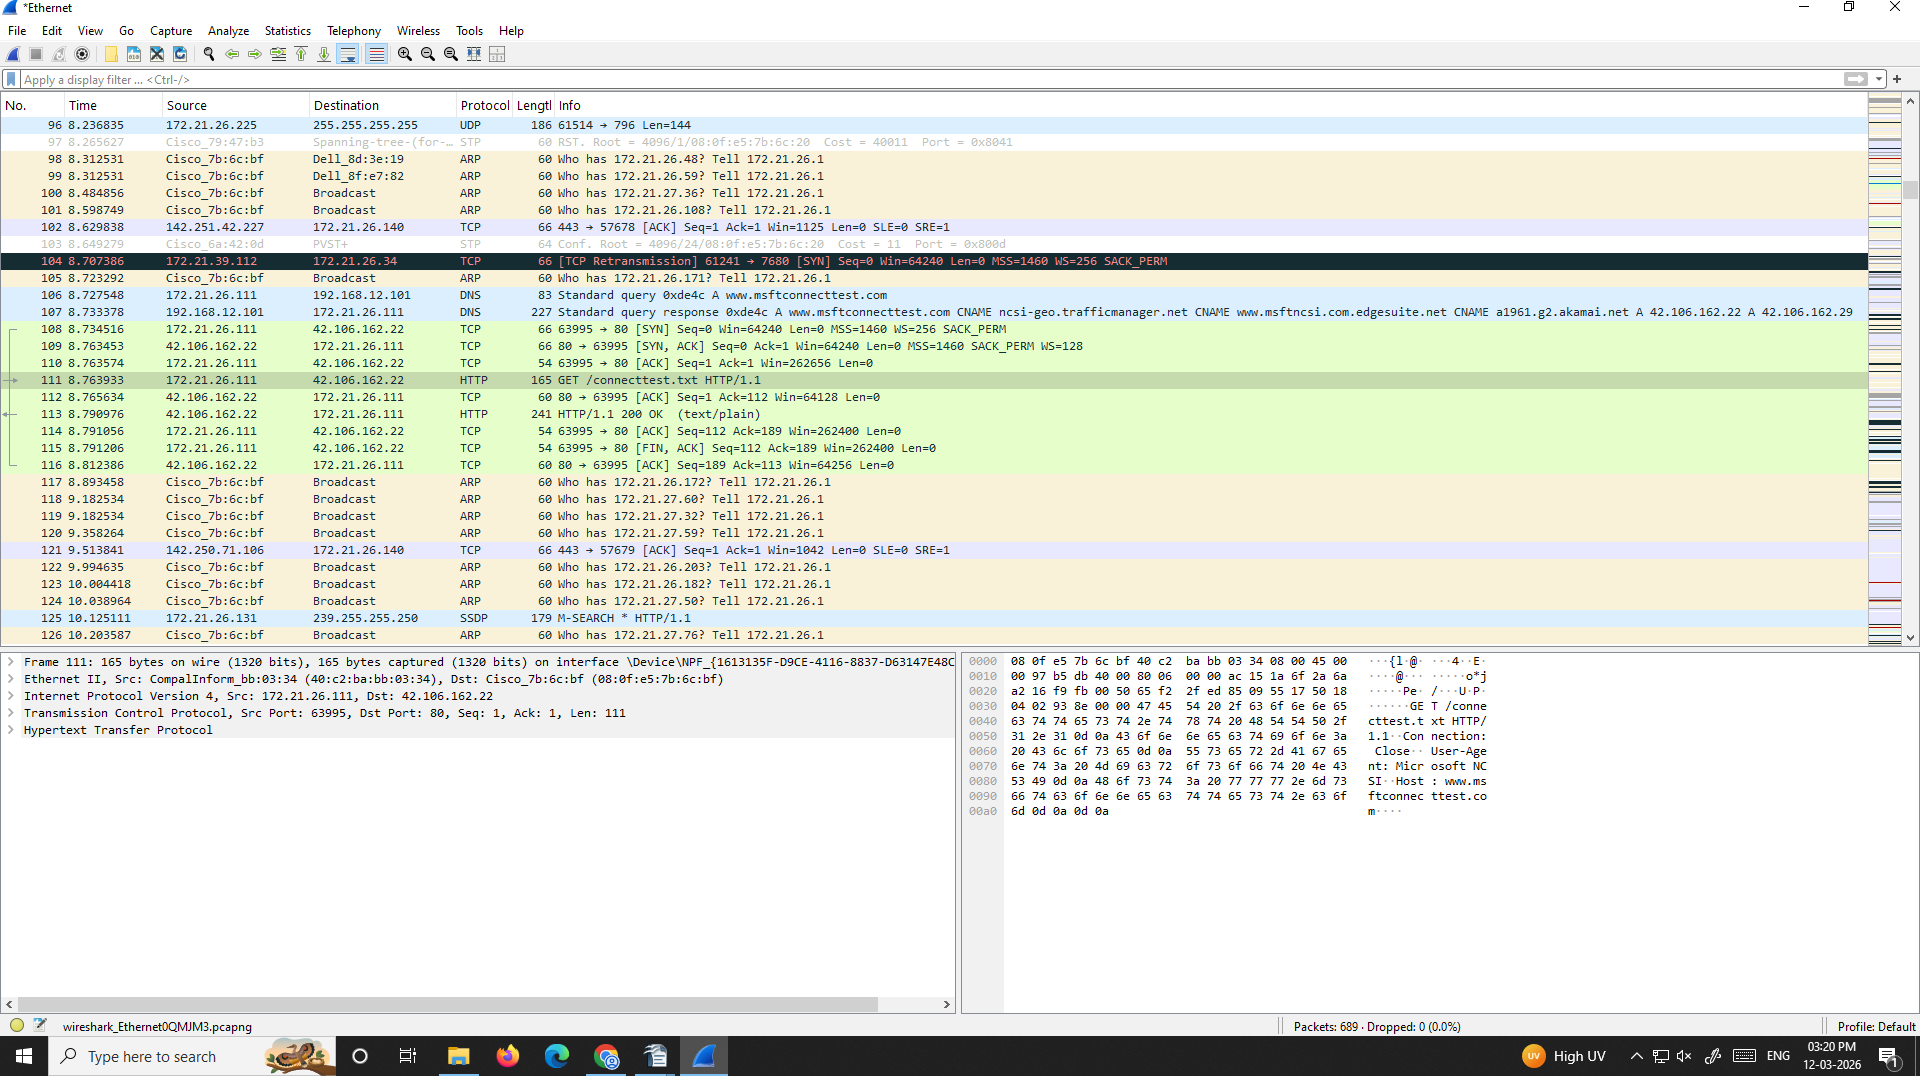 *Ethernet
File Edit View Go Capture Analyze Statistics Telephony Wireless Tools Help
Apply a display filter ... <Ctrl-/>
No. Time Source Destination Protocol Lengtl Info
96 8.236835 172.21.26.225 255.255.255.255 UDP 186 61514 → 796 Len=144
97 8.265627 Cisco_79:47:b3 Spanning-tree-(for-… STP 60 RST. Root = 4096/1/08:0f:e5:7b:6c:20 Cost = 40011 Port = 0x8041
98 8.312531 Cisco_7b:6c:bf Dell_8d:3e:19 ARP 60 Who has 172.21.26.48? Tell 172.21.26.1
99 8.312531 Cisco_7b:6c:bf Dell_8f:e7:82 ARP 60 Who has 172.21.26.59? Tell 172.21.26.1
100 8.484856 Cisco_7b:6c:bf Broadcast ARP 60 Who has 172.21.27.36? Tell 172.21.26.1
101 8.598749 Cisco_7b:6c:bf Broadcast ARP 60 Who has 172.21.26.108? Tell 172.21.26.1
102 8.629838 142.251.42.227 172.21.26.140 TCP 66 443 → 57678 [ACK] Seq=1 Ack=1 Win=1125 Len=0 SLE=0 SRE=1
103 8.649279 Cisco_6a:42:0d PVST+ STP 64 Conf. Root = 4096/24/08:0f:e5:7b:6c:20 Cost = 11 Port = 0x800d
104 8.707386 172.21.39.112 172.21.26.34 TCP 66 [TCP Retransmission] 61241 → 7680 [SYN] Seq=0 Win=64240 Len=0 MSS=1460 WS=256 SACK_PERM
105 8.723292 Cisco_7b:6c:bf Broadcast ARP 60 Who has 172.21.26.171? Tell 172.21.26.1
106 8.727548 172.21.26.111 192.168.12.101 DNS 83 Standard query 0xde4c A www.msftconnecttest.com
107 8.733378 192.168.12.101 172.21.26.111 DNS 227 Standard query response 0xde4c A www.msftconnecttest.com CNAME ncsi-geo.trafficmanager.net CNAME www.msftncsi.com.edgesuite.net CNAME a1961.g2.akamai.net A 42.106.162.22 A 42.106.162.29
108 8.734516 172.21.26.111 42.106.162.22 TCP 66 63995 → 80 [SYN] Seq=0 Win=64240 Len=0 MSS=1460 WS=256 SACK_PERM
109 8.763453 42.106.162.22 172.21.26.111 TCP 66 80 → 63995 [SYN, ACK] Seq=0 Ack=1 Win=64240 Len=0 MSS=1460 SACK_PERM WS=128
110 8.763574 172.21.26.111 42.106.162.22 TCP 54 63995 → 80 [ACK] Seq=1 Ack=1 Win=262656 Len=0
111 8.763933 172.21.26.111 42.106.162.22 HTTP 165 GET /connecttest.txt HTTP/1.1
112 8.765634 42.106.162.22 172.21.26.111 TCP 60 80 → 63995 [ACK] Seq=1 Ack=112 Win=64128 Len=0
113 8.790976 42.106.162.22 172.21.26.111 HTTP 241 HTTP/1.1 200 OK (text/plain)
114 8.791056 172.21.26.111 42.106.162.22 TCP 54 63995 → 80 [ACK] Seq=112 Ack=189 Win=262400 Len=0
115 8.791206 172.21.26.111 42.106.162.22 TCP 54 63995 → 80 [FIN, ACK] Seq=112 Ack=189 Win=262400 Len=0
116 8.812386 42.106.162.22 172.21.26.111 TCP 60 80 → 63995 [ACK] Seq=189 Ack=113 Win=64256 Len=0
117 8.893458 Cisco_7b:6c:bf Broadcast ARP 60 Who has 172.21.26.172? Tell 172.21.26.1
118 9.182534 Cisco_7b:6c:bf Broadcast ARP 60 Who has 172.21.27.60? Tell 172.21.26.1
119 9.182534 Cisco_7b:6c:bf Broadcast ARP 60 Who has 172.21.27.32? Tell 172.21.26.1
120 9.358264 Cisco_7b:6c:bf Broadcast ARP 60 Who has 172.21.27.59? Tell 172.21.26.1
121 9.513841 142.250.71.106 172.21.26.140 TCP 66 443 → 57679 [ACK] Seq=1 Ack=1 Win=1042 Len=0 SLE=0 SRE=1
122 9.994635 Cisco_7b:6c:bf Broadcast ARP 60 Who has 172.21.26.203? Tell 172.21.26.1
123 10.004418 Cisco_7b:6c:bf Broadcast ARP 60 Who has 172.21.26.182? Tell 172.21.26.1
124 10.038964 Cisco_7b:6c:bf Broadcast ARP 60 Who has 172.21.27.50? Tell 172.21.26.1
125 10.125111 172.21.26.131 239.255.255.250 SSDP 179 M-SEARCH * HTTP/1.1
126 10.203587 Cisco_7b:6c:bf Broadcast ARP 60 Who has 172.21.27.76? Tell 172.21.26.1
Frame 111: 165 bytes on wire (1320 bits), 165 bytes captured (1320 bits) on interface \Device\NPF_{1613135F-D9CE-4116-8837-D63147E48C
Ethernet II, Src: CompalInform_bb:03:34 (40:c2:ba:bb:03:34), Dst: Cisco_7b:6c:bf (08:0f:e5:7b:6c:bf)
Internet Protocol Version 4, Src: 172.21.26.111, Dst: 42.106.162.22
Transmission Control Protocol, Src Port: 63995, Dst Port: 80, Seq: 1, Ack: 1, Len: 111
Hypertext Transfer Protocol
0000 08 0f e5 7b 6c bf 40 c2 ba bb 03 34 08 00 45 00 ···{l·@· ···4··E·
0010 00 97 b5 db 40 00 80 06 00 00 ac 15 1a 6f 2a 6a ····@··· ·····o*j
0020 a2 16 f9 fb 00 50 65 f2 2f ed 85 09 55 17 50 18 ·····Pe· /···U·P·
0030 04 02 93 8e 00 00 47 45 54 20 2f 63 6f 6e 6e 65 ······GE T /conne
0040 63 74 74 65 73 74 2e 74 78 74 20 48 54 54 50 2f cttest.t xt HTTP/
0050 31 2e 31 0d 0a 43 6f 6e 6e 65 63 74 69 6f 6e 3a 1.1··Con nection:
0060 20 43 6c 6f 73 65 0d 0a 55 73 65 72 2d 41 67 65 Close·· User-Age
0070 6e 74 3a 20 4d 69 63 72 6f 73 6f 66 74 20 4e 43 nt: Micr osoft NC
0080 53 49 0d 0a 48 6f 73 74 3a 20 77 77 77 2e 6d 73 SI··Host : www.ms
0090 66 74 63 6f 6e 6e 65 63 74 74 65 73 74 2e 63 6f ftconnec ttest.co
00a0 6d 0d 0a 0d 0a m····
wireshark_Ethernet0QMJM3.pcapng Packets: 689 · Dropped: 0 (0.0%) Profile: Default
Type here to search UV High UV ENG 03:20 PM
12-03-2026 1